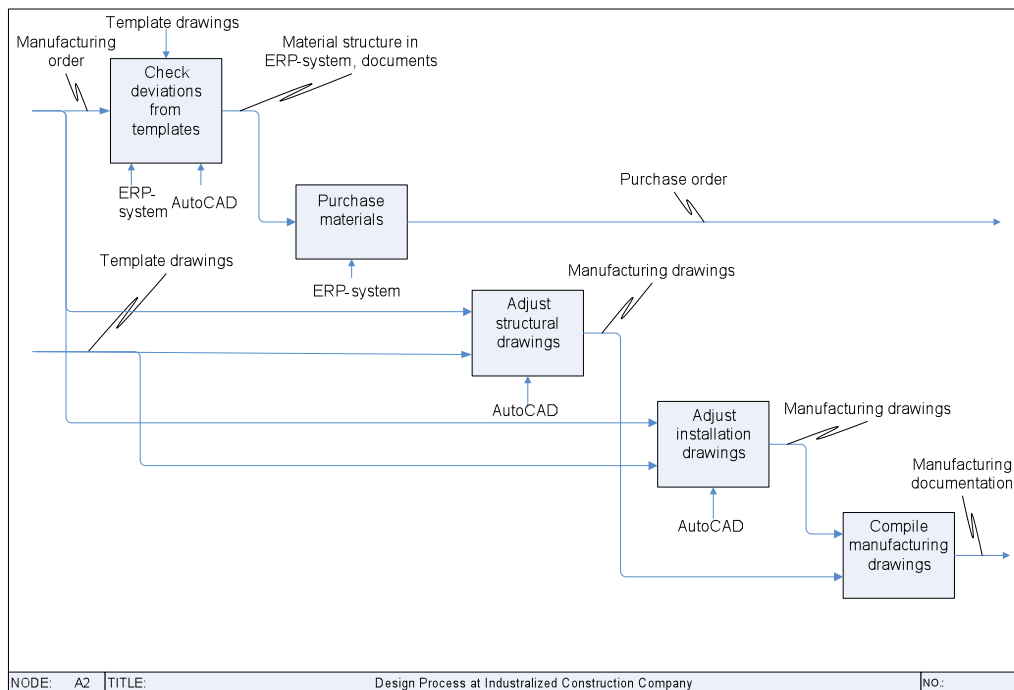 Template drawings
Manufacturing
order
Material structure in
ERP-system, documents
Check
deviations
from
templates
ERP-
system
AutoCAD
Purchase order
Purchase
materials
Template drawings
ERP-system
Manufacturing drawings
Adjust
structural
drawings
AutoCAD
Adjust
installation
drawings
Manufacturing drawings
AutoCAD
Manufacturing
documentation
Compile
manufacturing
drawings
NODE: A2 TITLE: Design Process at Industralized Construction Company NO.: